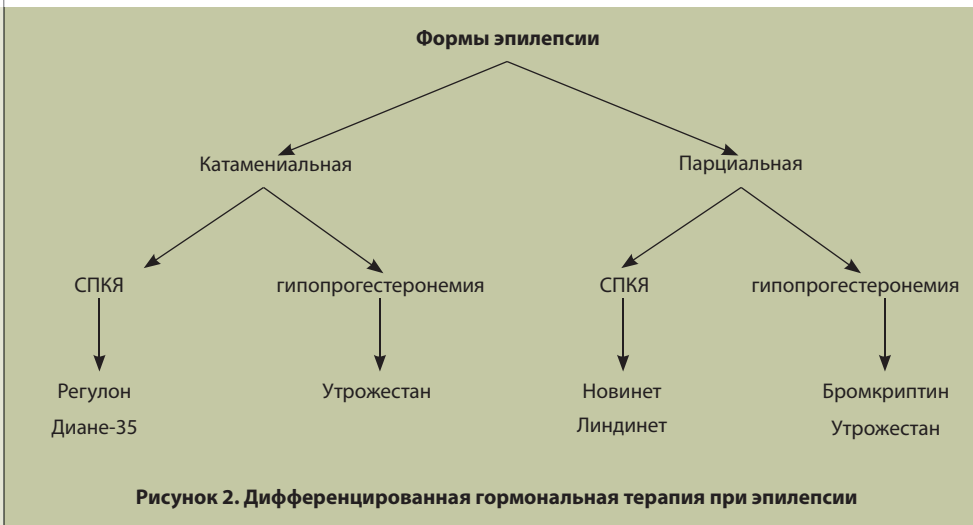 Формы эпилепсии
Катамениальная Парциальная
СПКЯ гипопрогестеронемия СПКЯ гипопрогестеронемия
Регулон Утрожестан Новинет Бромкриптин
Диане-35 Линдинет Утрожестан
Рисунок 2. Дифференцированная гормональная терапия при эпилепсии